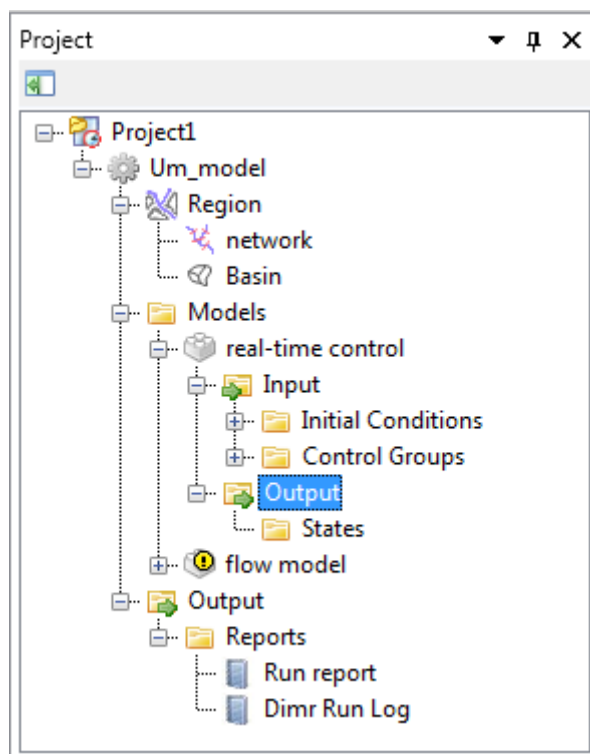 Project
Project1
Um_model
Region
network
Basin
Models
real-time control
Input
Initial Conditions
Control Groups
Output
States
flow model
Output
Reports
Run report
Dimr Run Log